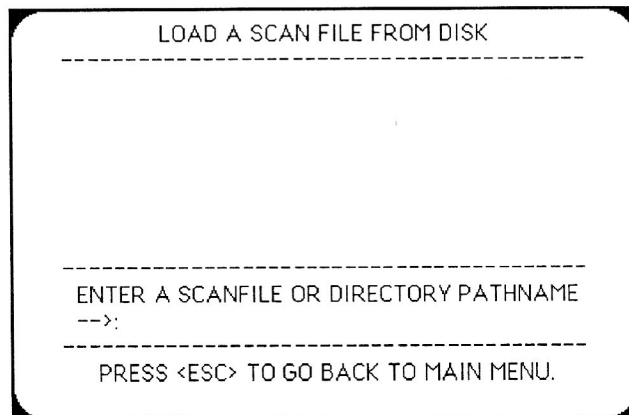 LOAD A SCAN FILE FROM DISK
ENTER A SCANFILE OR DIRECTORY PATHNAME
-->:
PRESS <ESC> TO GO BACK TO MAIN MENU.